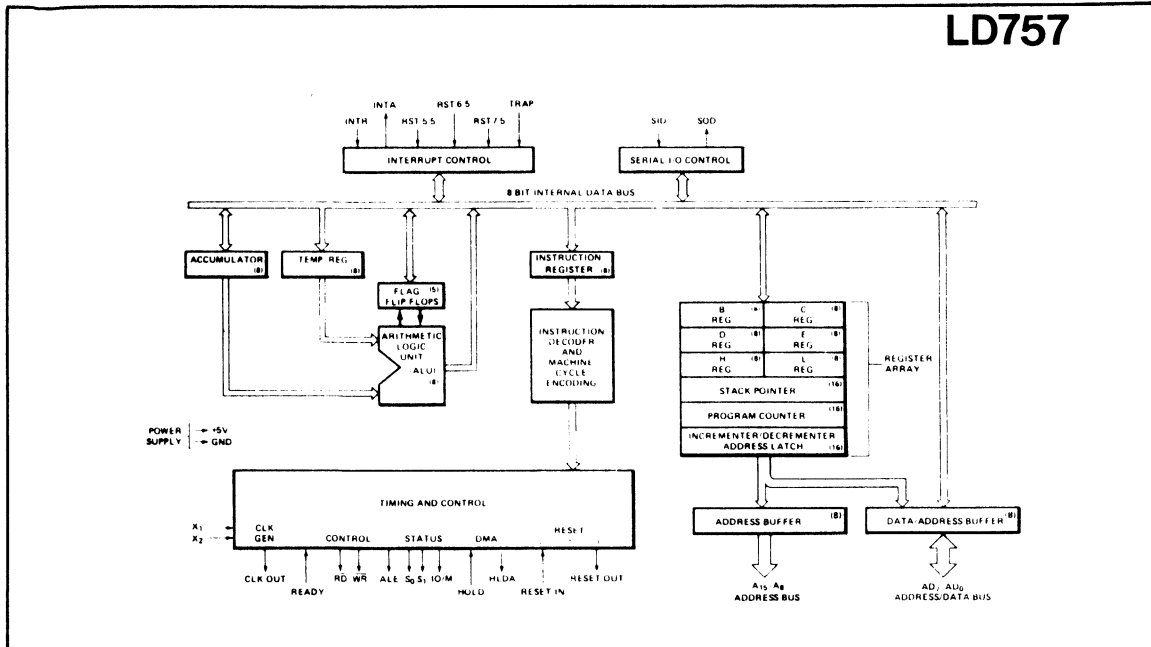 LD757
INTR INTA RST 5.5 RST 6.5 RST 7.5 TRAP
SID SOD
INTERRUPT CONTROL
SERIAL I/O CONTROL
8 BIT INTERNAL DATA BUS
ACCUMULATOR (8)
TEMP REG (8)
INSTRUCTION REGISTER (8)
FLAG (5) FLIP FLOPS
ARITHMETIC LOGIC UNIT ALU (8)
INSTRUCTION DECODER AND MACHINE CYCLE ENCODING
B REG (8) C REG (8)
D REG (8) E REG (8)
H REG (8) L REG (8)
STACK POINTER (16)
PROGRAM COUNTER (16)
INCREMENTER/DECREMENTER ADDRESS LATCH (16)
REGISTER ARRAY
POWER SUPPLY +5V GND
TIMING AND CONTROL
X1 X2
CLK GEN CONTROL STATUS DMA RESET
CLK OUT READY RD WR ALE S0 S1 IO/M HOLD HLDA RESET IN RESET OUT
ADDRESS BUFFER (8)
DATA/ADDRESS BUFFER (8)
A15 A8 ADDRESS BUS
AD7 AD0 ADDRESS/DATA BUS